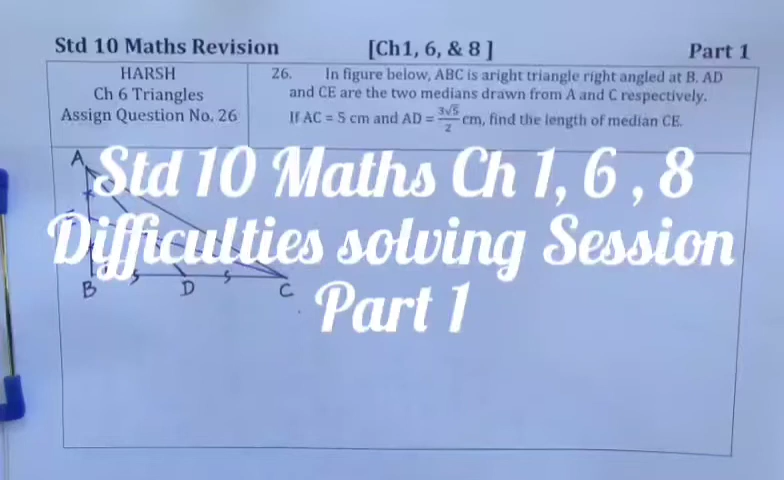 Std 10 Maths Revision [Ch1, 6, & 8 ] Part 1
HARSH
Ch 6 Triangles
Assign Question No. 26
26. In figure below, ABC is aright triangle right angled at B. AD
and CE are the two medians drawn from A and C respectively.
If AC = 5 cm and AD = 3√5/2 cm, find the length of median CE.
Std 10 Maths Ch 1, 6 , 8
Difficulties solving Session
Part 1
A
B D C